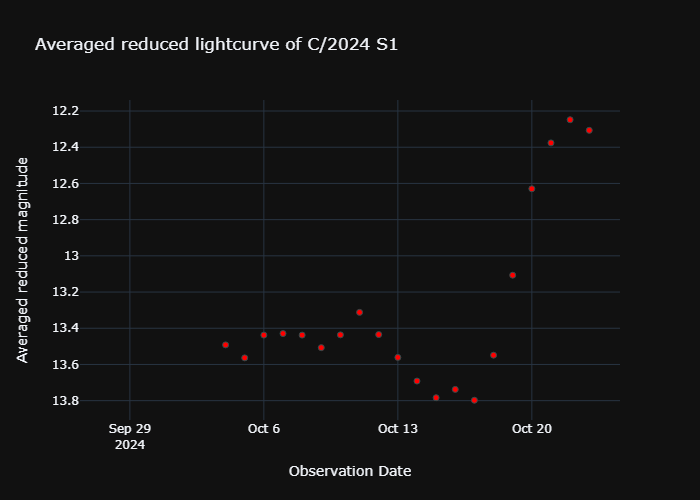 Averaged reduced lightcurve of C/2024 S1
Averaged reduced magnitude
12.2
12.4
12.6
12.8
13
13.2
13.4
13.6
13.8
Sep 29
2024
Oct 6
Oct 13
Oct 20
Observation Date